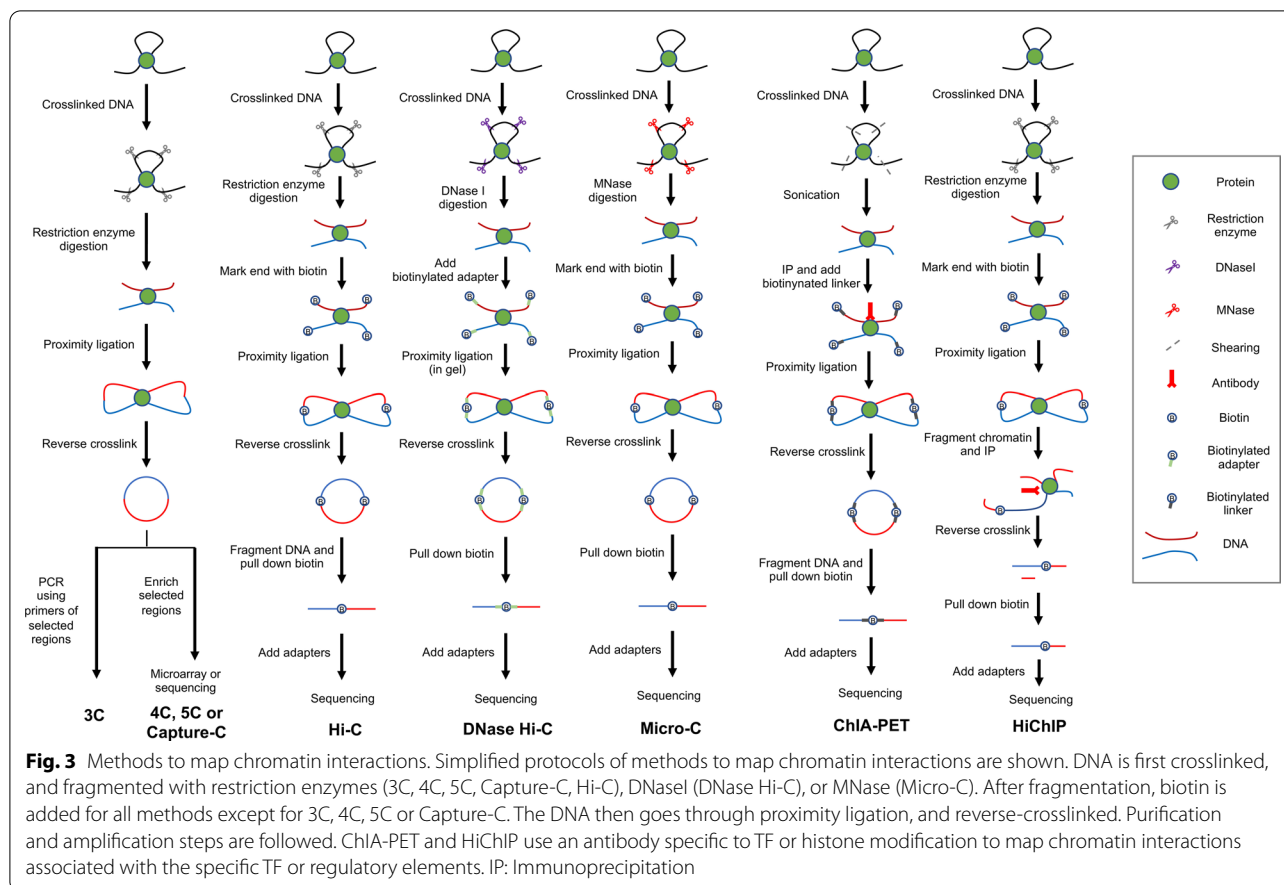 Crosslinked DNA
Restriction enzyme
digestion
Proximity ligation
Reverse crosslink
PCR
using
primers of
selected
regions
Enrich
selected
regions
Microarray or
sequencing
3C
4C, 5C or
Capture-C
Crosslinked DNA
Restriction enzyme
digestion
Mark end with biotin
B
B
B
B
Proximity ligation
B
B
Reverse crosslink
B
B
Fragment DNA and
pull down biotin
B
Add adapters
Sequencing
Hi-C
Crosslinked DNA
DNase I
digestion
Add
biotinylated adapter
B
B
B
B
Proximity ligation
(in gel)
B
B
Reverse crosslink
B
B
Pull down biotin
B
Add adapters
Sequencing
DNase Hi-C
Crosslinked DNA
MNase
digestion
Mark end with biotin
B
B
B
B
Proximity ligation
B
B
Reverse crosslink
B
B
Pull down biotin
B
Add adapters
Sequencing
Micro-C
Crosslinked DNA
Sonication
IP and add
biotinynated linker
B
B
B
B
Proximity ligation
B
B
Reverse crosslink
B
B
Fragment DNA and
pull down biotin
B
Add adapters
Sequencing
ChIA-PET
Crosslinked DNA
Restriction enzyme
digestion
Mark end with biotin
B
B
B
B
Proximity ligation
B
B
Fragment chromatin
and IP
B
Reverse crosslink
B
Pull down biotin
B
Add adapters
Sequencing
HiChIP
Protein
Restriction
enzyme
DNaseI
MNase
Shearing
Antibody
B
Biotin
B
Biotinylated
adapter
B
Biotinylated
linker
DNA
Fig. 3 Methods to map chromatin interactions. Simplified protocols of methods to map chromatin interactions are shown. DNA is first crosslinked,
and fragmented with restriction enzymes (3C, 4C, 5C, Capture-C, Hi-C), DNaseI (DNase Hi-C), or MNase (Micro-C). After fragmentation, biotin is
added for all methods except for 3C, 4C, 5C or Capture-C. The DNA then goes through proximity ligation, and reverse-crosslinked. Purification
and amplification steps are followed. ChIA-PET and HiChIP use an antibody specific to TF or histone modification to map chromatin interactions
associated with the specific TF or regulatory elements. IP: Immunoprecipitation